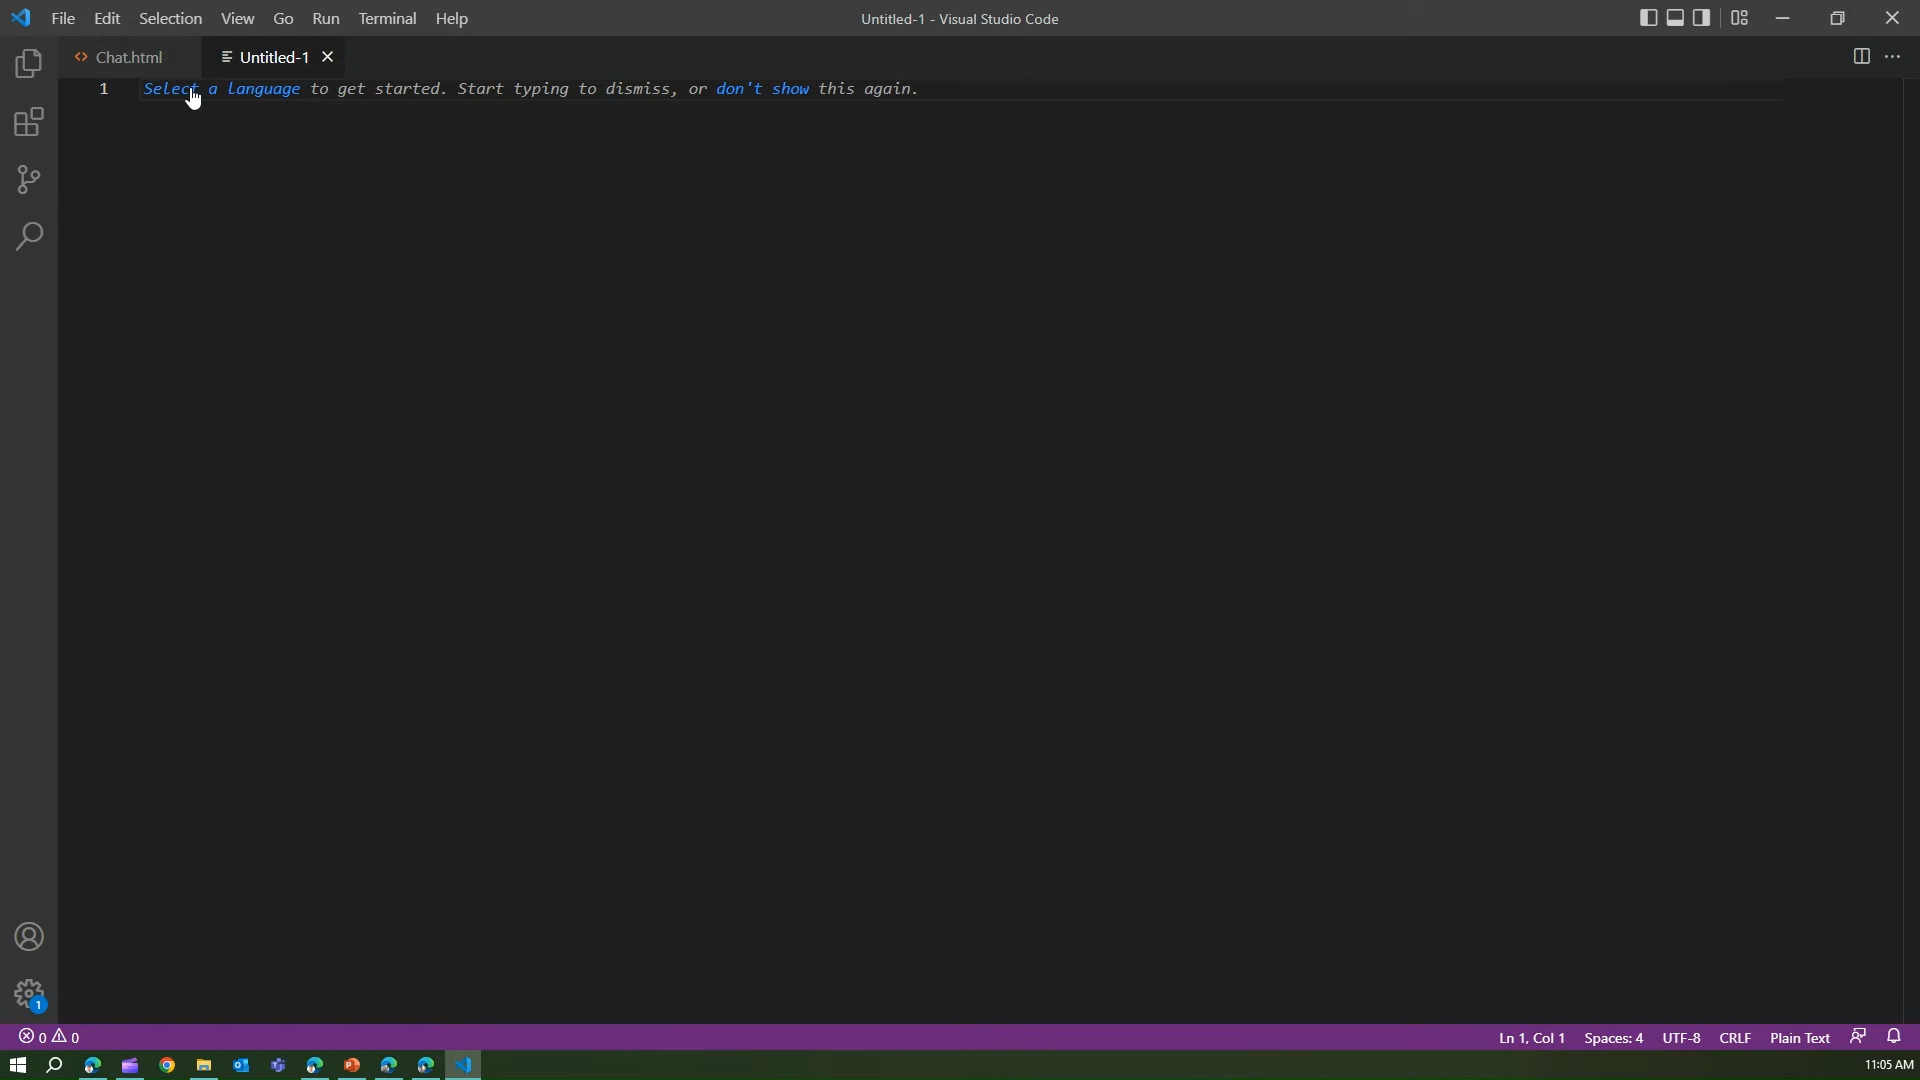 File Edit Selection View Go Run Terminal Help Untitled-1 - Visual Studio Code
Chat.html Untitled-1
1 Select a language to get started. Start typing to dismiss, or don't show this again.
1
0 0 Ln 1, Col 1 Spaces: 4 UTF-8 CRLF Plain Text
11:05 AM